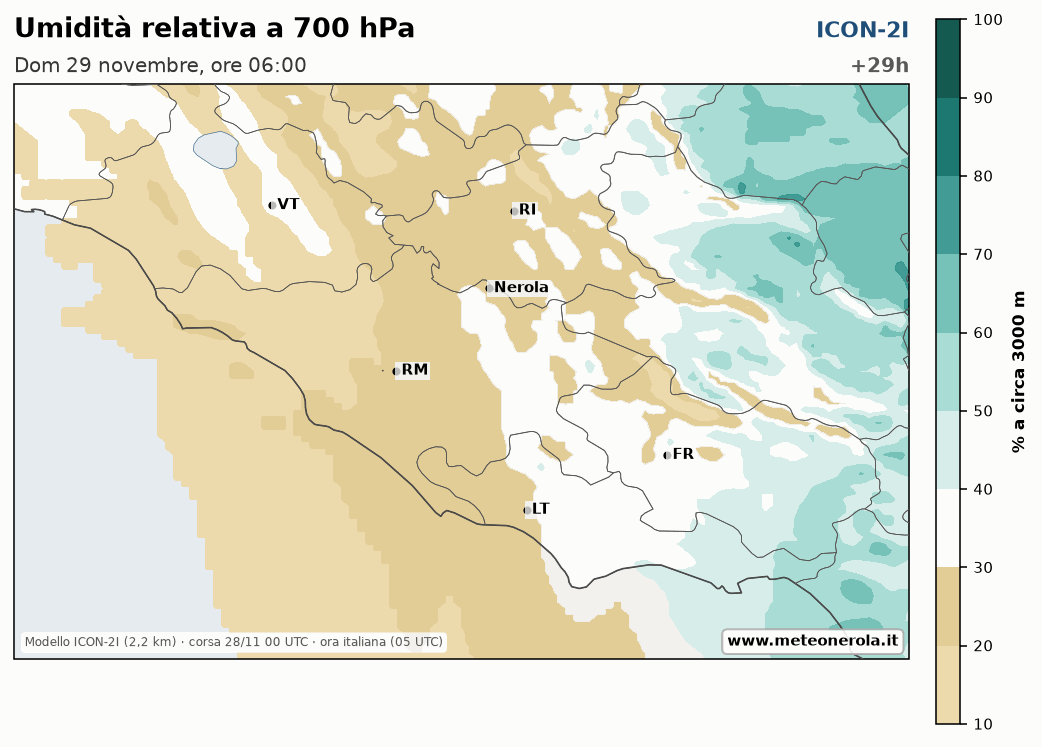 Umidità relativa a 700 hPa
ICON-2I
Dom 29 novembre, ore 06:00
+29h
100
90
80
70
60
50
40
30
20
10
% a circa 3000 m
VT
RI
Nerola
RM
FR
LT
Modello ICON-2I (2,2 km) · corsa 28/11 00 UTC · ora italiana (05 UTC)
www.meteonerola.it